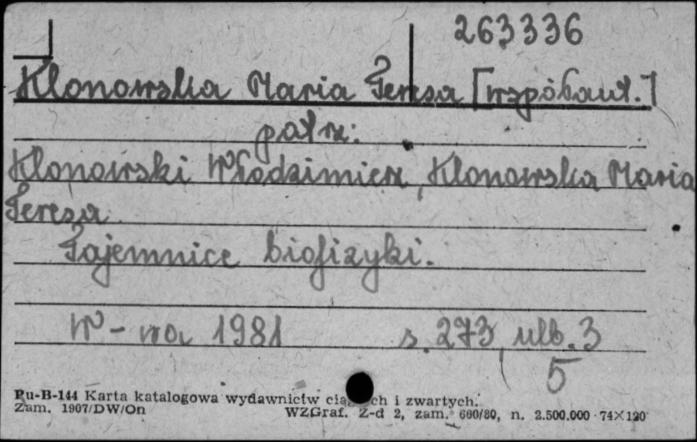 263336
Klonowska Maria Teresa [współaut.]
patrz:
Klonowski Włodzimierz, Klonowska Maria
Teresa
Tajemnice biofizyki.
W-wa 1981 s. 273, ulb. 3
5
Pu-B-144 Karta katalogowa wydawnictw ciągłych i zwartych.
Zam. 1907/DW/On WZGraf. Z-d 2, zam. 660/80, n. 2.500.000 74×120